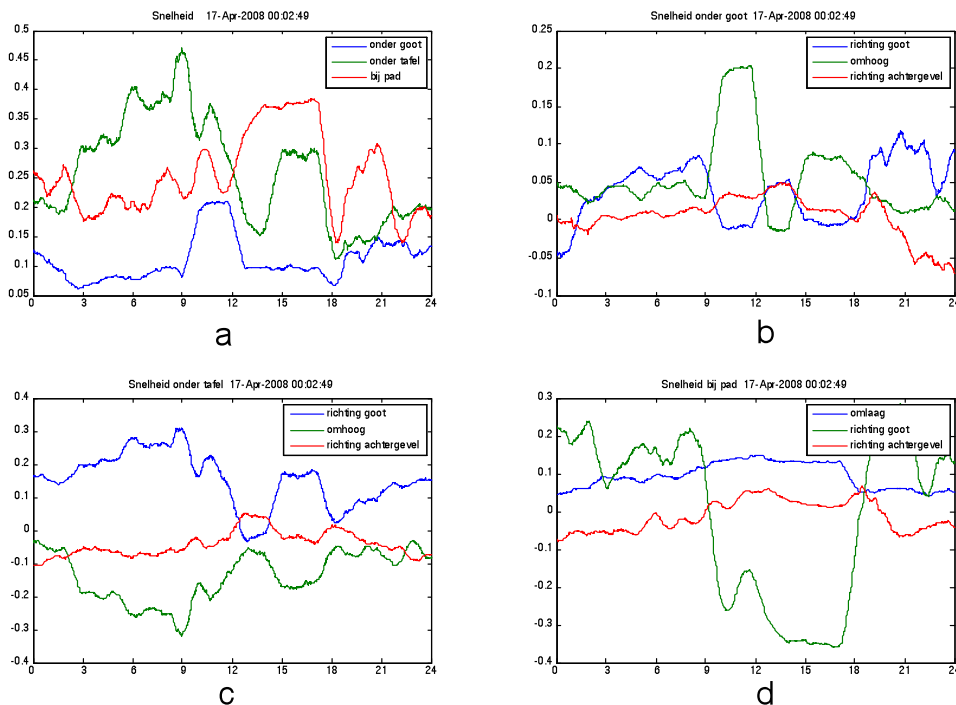 Snelheid 17-Apr-2008 00:02:49
0.5
0.45
0.4
0.35
0.3
0.25
0.2
0.15
0.1
0.05
0 3 6 9 12 15 18 21 24
onder goot
onder tafel
bij pad
a
Snelheid onder goot 17-Apr-2008 00:02:49
0.25
0.2
0.15
0.1
0.05
0
-0.05
-0.1
0 3 6 9 12 15 18 21 24
richting goot
omhoog
richting achtergevel
b
Snelheid onder tafel 17-Apr-2008 00:02:49
0.4
0.3
0.2
0.1
0
-0.1
-0.2
-0.3
-0.4
0 3 6 9 12 15 18 21 24
richting goot
omhoog
richting achtergevel
c
Snelheid bij pad 17-Apr-2008 00:02:49
0.3
0.2
0.1
0
-0.1
-0.2
-0.3
-0.4
0 3 6 9 12 15 18 21 24
omlaag
richting goot
richting achtergevel
d